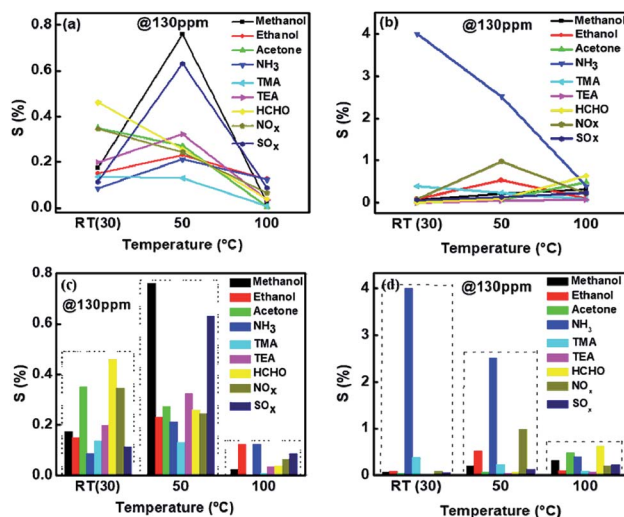 (a)
@130ppm
Methanol
Ethanol
Acetone
NH3
TMA
TEA
HCHO
NOx
SOx
S (%)
0.8
0.6
0.4
0.2
0.0
RT(30)
50
100
Temperature (ºC)
(b)
@130ppm
Methanol
Ethanol
Acetone
NH3
TMA
TEA
HCHO
NOx
SOx
S (%)
4
3
2
1
0
RT (30)
50
100
Temperature (ºC)
(c)
@130ppm
Methanol
Ethanol
Acetone
NH3
TMA
TEA
HCHO
NOx
SOx
S (%)
0.8
0.6
0.4
0.2
0.0
RT(30)
50
100
Temperature (ºC)
(d)
@130ppm
Methanol
Ethanol
Acetone
NH3
TMA
TEA
HCHO
NOx
SOx
S (%)
4
3
2
1
0
RT (30)
50
100
Temperature (ºC)